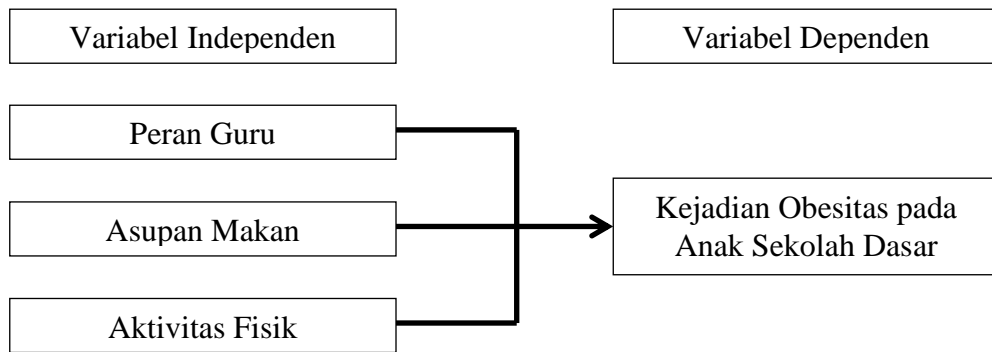 Variabel Independen
Variabel Dependen
Peran Guru
Asupan Makan
Aktivitas Fisik
Kejadian Obesitas pada
Anak Sekolah Dasar